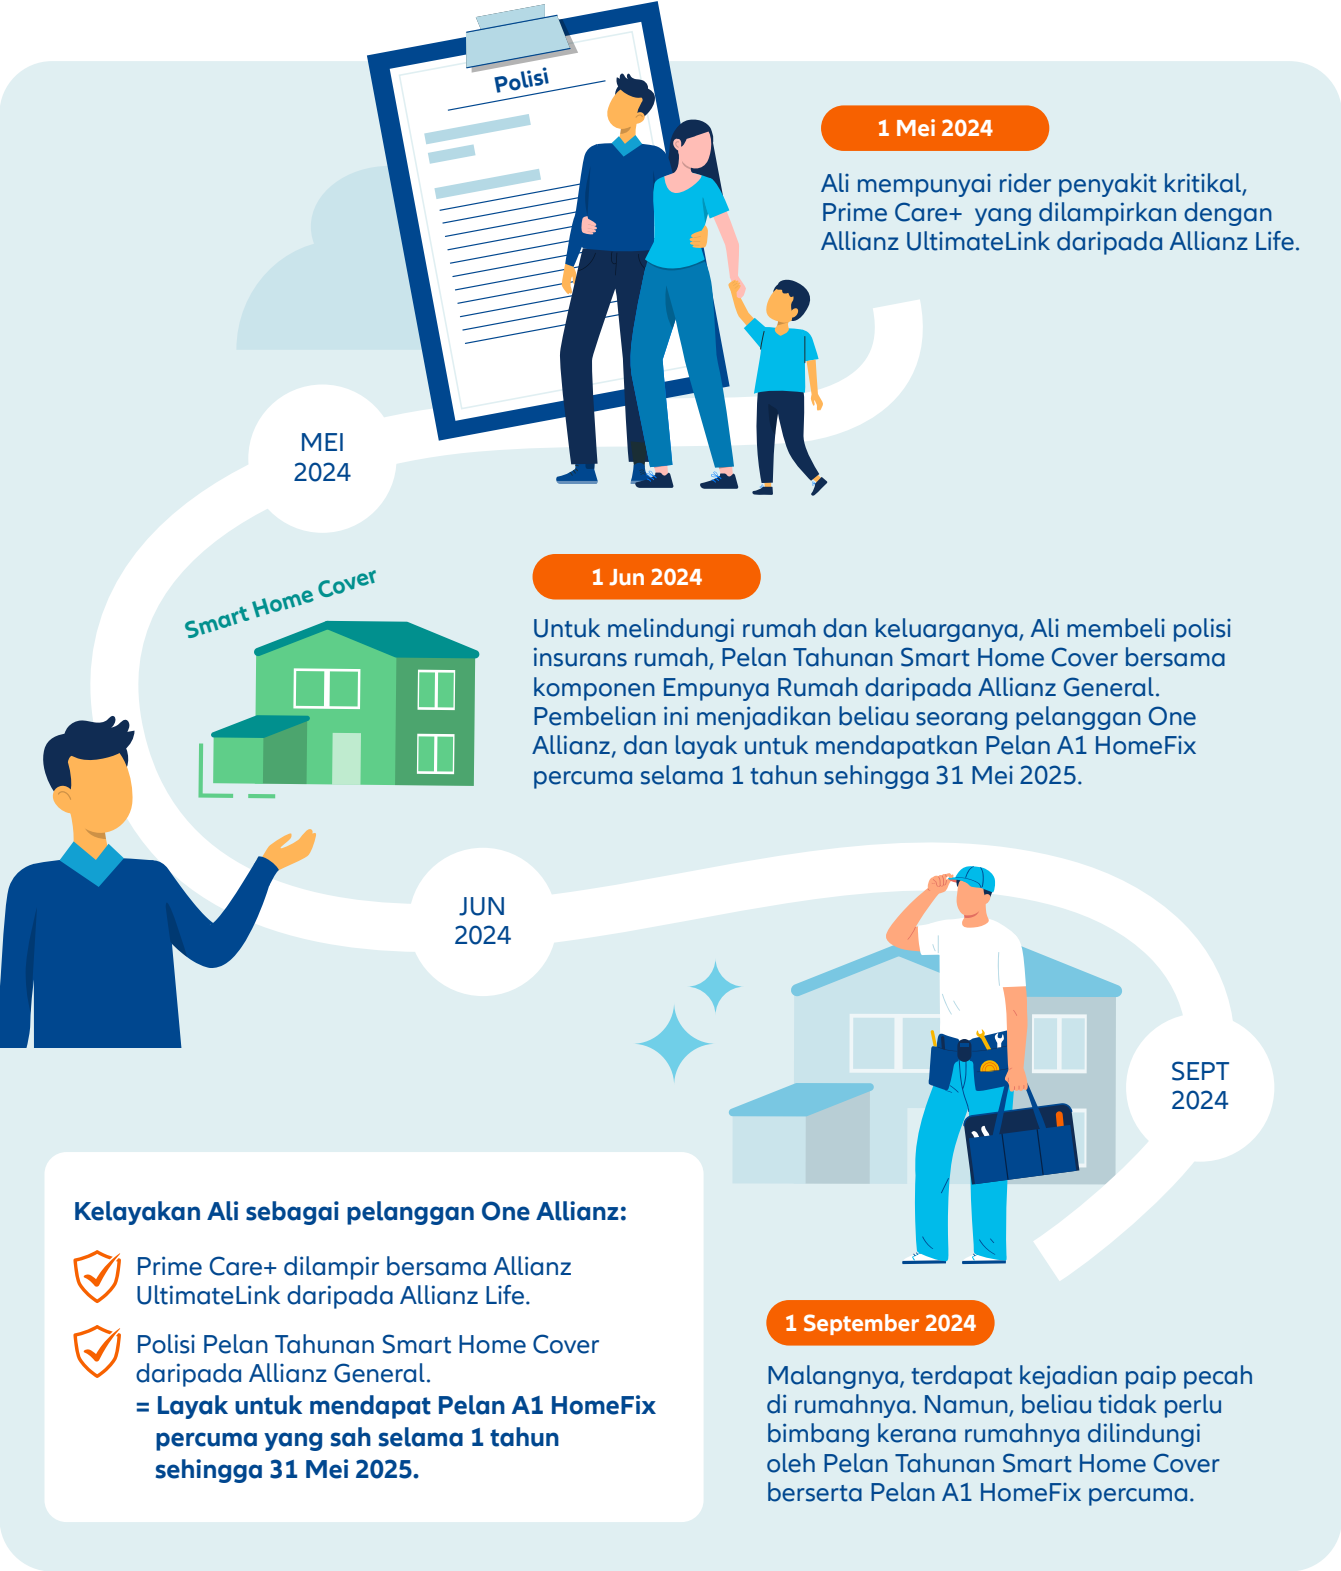 Polisi
1 Mei 2024
Ali mempunyai rider penyakit kritikal,
Prime Care+ yang dilampirkan dengan
Allianz UltimateLink daripada Allianz Life.
MEI
2024
Smart Home Cover
1 Jun 2024
Untuk melindungi rumah dan keluarganya, Ali membeli polisi
insurans rumah, Pelan Tahunan Smart Home Cover bersama
komponen Empunya Rumah daripada Allianz General.
Pembelian ini menjadikan beliau seorang pelanggan One
Allianz, dan layak untuk mendapatkan Pelan A1 HomeFix
percuma selama 1 tahun sehingga 31 Mei 2025.
JUN
2024
SEPT
2024
Kelayakan Ali sebagai pelanggan One Allianz:
Prime Care+ dilampir bersama Allianz
UltimateLink daripada Allianz Life.
Polisi Pelan Tahunan Smart Home Cover
daripada Allianz General.
= Layak untuk mendapat Pelan A1 HomeFix
percuma yang sah selama 1 tahun
sehingga 31 Mei 2025.
1 September 2024
Malangnya, terdapat kejadian paip pecah
di rumahnya. Namun, beliau tidak perlu
bimbang kerana rumahnya dilindungi
oleh Pelan Tahunan Smart Home Cover
berserta Pelan A1 HomeFix percuma.